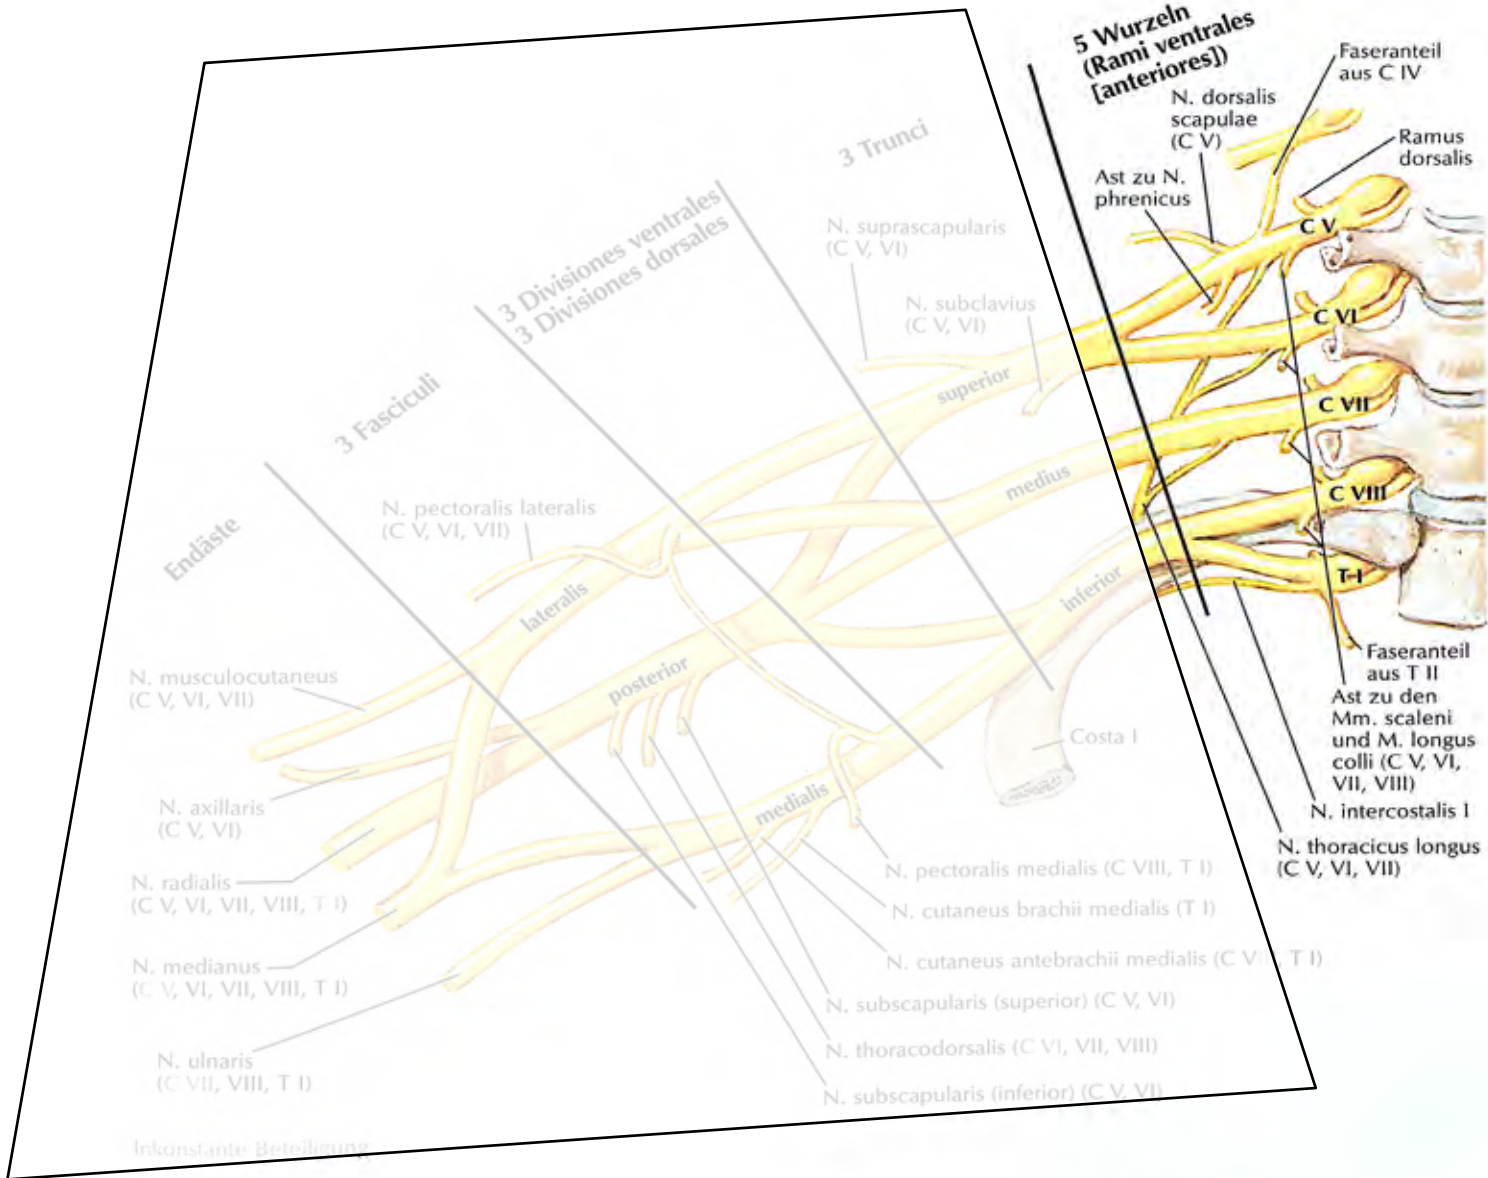 5 Wurzeln
(Rami ventrales
[anteriores])
Faseranteil
aus C IV
N. dorsalis
scapulae
(C V)
Ramus
dorsalis
Ast zu N.
phrenicus
3 Trunci
3 Divisiones ventrales
3 Divisiones dorsales
3 Fasciculi
Endäste
N. suprascapularis
(C V, VI)
N. subclavius
(C V, VI)
C V
C VI
C VII
C VIII
T I
superior
medius
inferior
N. pectoralis lateralis
(C V, VI, VII)
lateralis
posterior
medialis
N. musculocutaneus
(C V, VI, VII)
N. axillaris
(C V, VI)
N. radialis
(C V, VI, VII, VIII, T I)
N. medianus
(C V, VI, VII, VIII, T I)
N. ulnaris
(C VII, VIII, T I)
Inkonstante Beteiligung
Costa I
N. pectoralis medialis (C VIII, T I)
N. cutaneus brachii medialis (T I)
N. cutaneus antebrachii medialis (C VIII, T I)
N. subscapularis (superior) (C V, VI)
N. thoracodorsalis (C VI, VII, VIII)
N. subscapularis (inferior) (C V, VI)
Faseranteil
aus T II
Ast zu den
Mm. scaleni
und M. longus
colli (C V, VI,
VII, VIII)
N. intercostalis I
N. thoracicus longus
(C V, VI, VII)